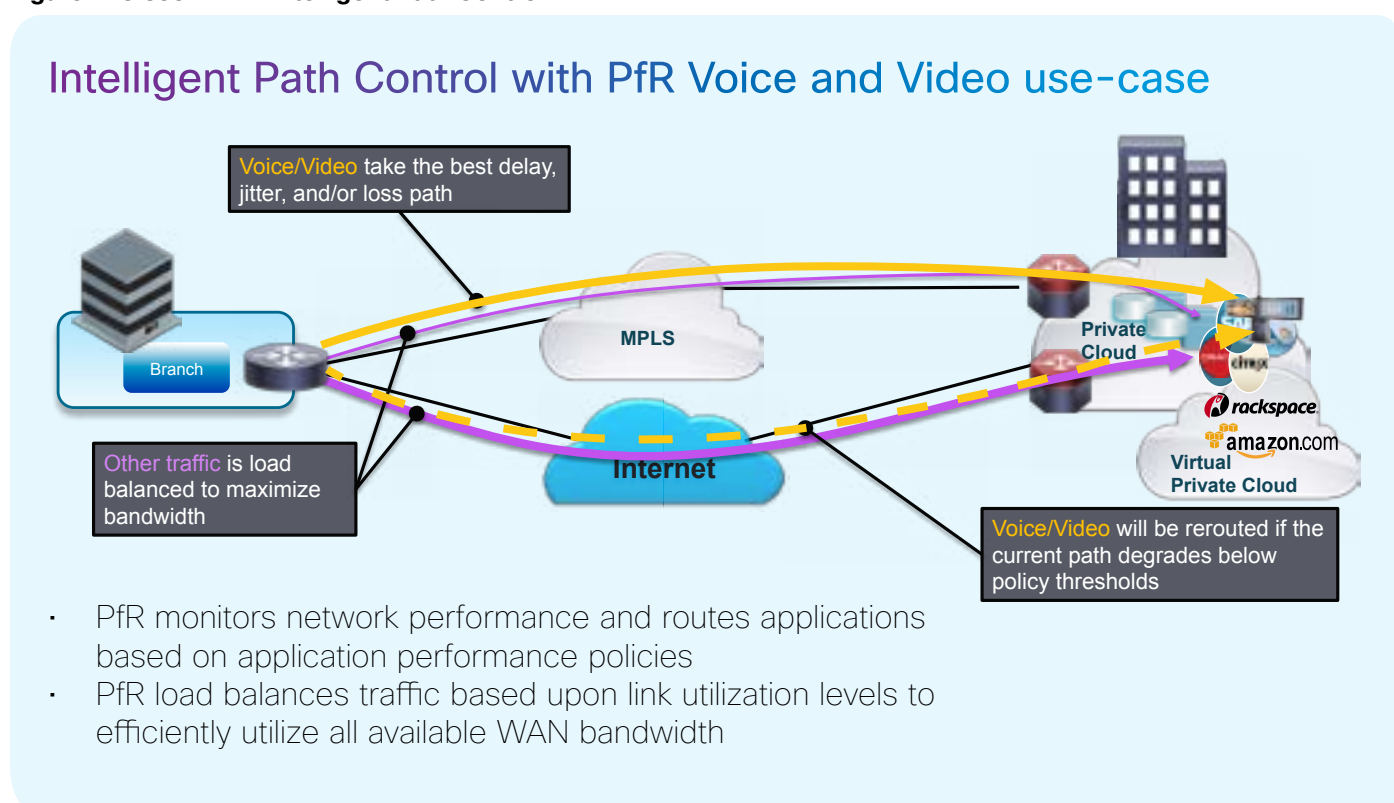 Intelligent Path Control with PfR Voice and Video use-case
Voice/Video take the best delay,
jitter, and/or loss path
Branch
MPLS
Private
Cloud
citrix
rackspace
amazon.com
Virtual
Private Cloud
Internet
Other traffic is load
balanced to maximize
bandwidth
Voice/Video will be rerouted if the
current path degrades below
policy thresholds
· PfR monitors network performance and routes applications
based on application performance policies
· PfR load balances traffic based upon link utilization levels to
efficiently utilize all available WAN bandwidth